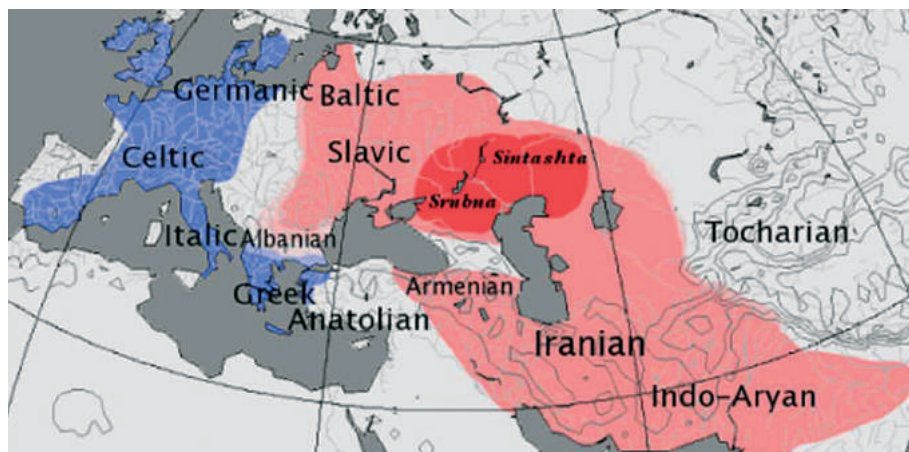 Germanic
Baltic
Celtic
Slavic
Sintashta
Srubna
Italic
Albanian
Tocharian
Greek
Armenian
Anatolian
Iranian
Indo-Aryan